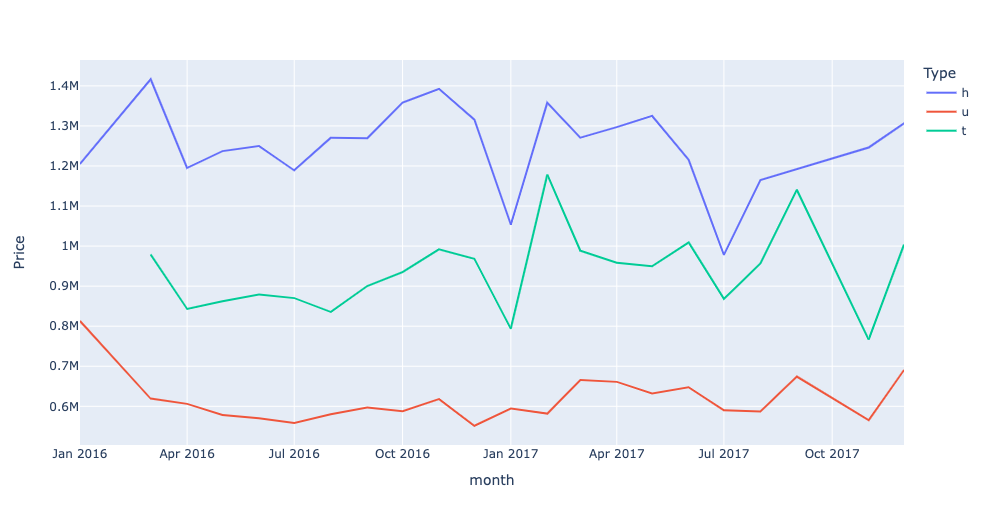 Type
h
u
t
1.4M
1.3M
1.2M
1.1M
1M
0.9M
0.8M
0.7M
0.6M
Price
Jan 2016 Apr 2016 Jul 2016 Oct 2016 Jan 2017 Apr 2017 Jul 2017 Oct 2017
month